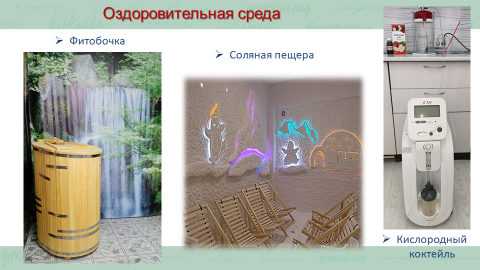 Оздоровительная среда
➢ Фитобочка
➢ Соляная пещера
➢ Кислородный
коктейль